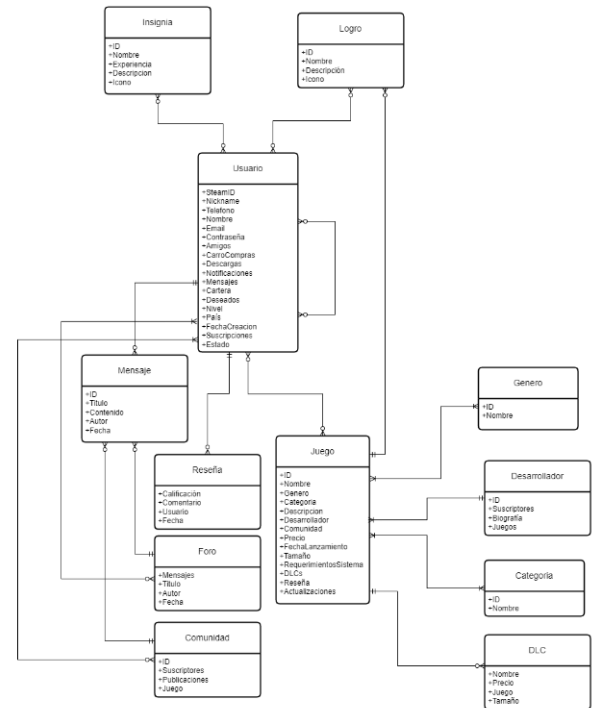 Insignia
+ID
+Nombre
+Experiencia
+Descripcion
+Icono
Logro
+ID
+Nombre
+Descripción
+Icono
Usuario
+SteamID
+Nickname
+Telefono
+Nombre
+Email
+Contraseña
+Amigos
+CarroCompras
+Descargas
+Notificaciones
+Mensajes
+Cartera
+Deseados
+Nivel
+País
+FechaCreacion
+Suscripciones
+Estado
Mensaje
+ID
+Titulo
+Contenido
+Autor
+Fecha
Reseña
+Calificación
+Comentario
+Usuario
+Fecha
Foro
+Mensajes
+Titulo
+Autor
+Fecha
Comunidad
+ID
+Suscriptores
+Publicaciones
+Juego
Juego
+ID
+Nombre
+Genero
+Categoria
+Descripcion
+Desarrollador
+Comunidad
+Precio
+FechaLanzamiento
+Tamaño
+RequerimientosSistema
+DLCs
+Reseña
+Actualizaciones
Genero
+ID
+Nombre
Desarrollador
+ID
+Suscriptores
+Biografía
+Juegos
Categoria
+ID
+Nombre
DLC
+Nombre
+Precio
+Juego
+Tamaño